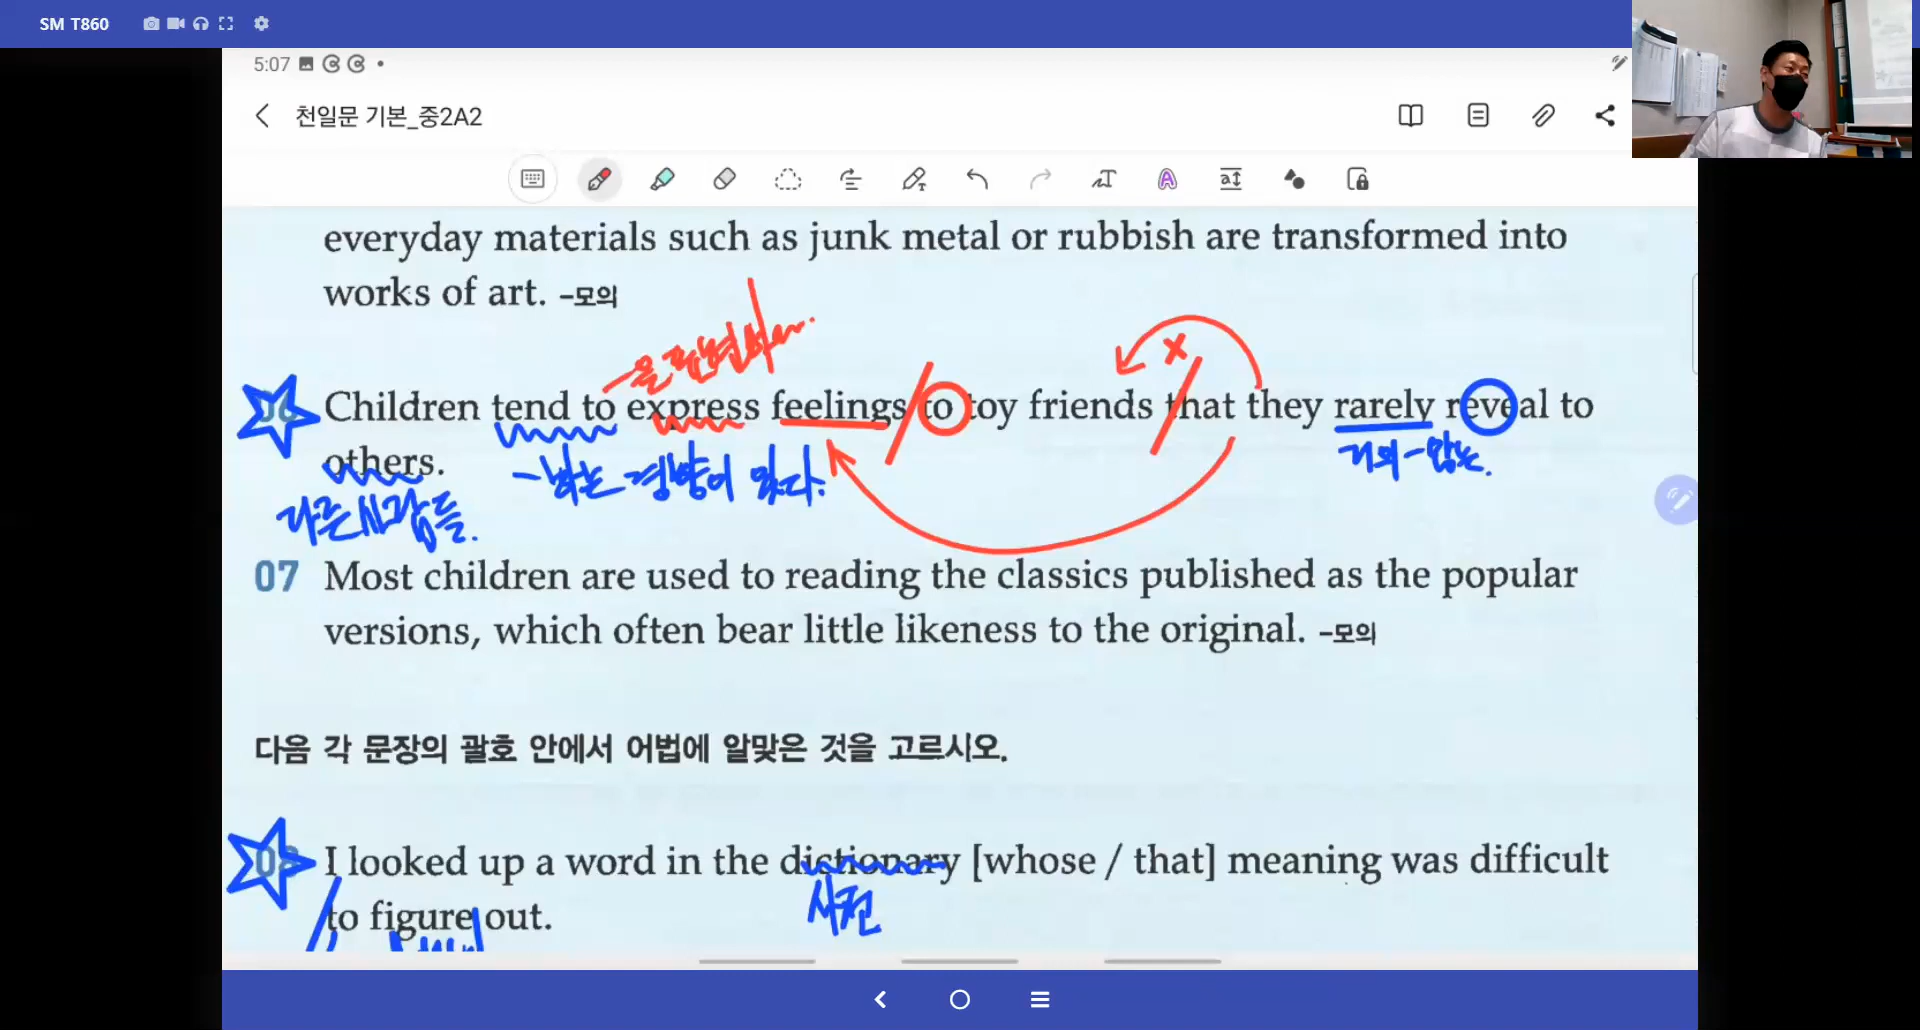 SM T860
5:07
천일문 기본_중2A2
everyday materials such as junk metal or rubbish are transformed into
works of art. –모의
~을 표현하다.
06 Children tend to express feelings to toy friends that they rarely reveal to
others.
~하는 경향이 있다.
거의 ~않는.
다른 사람들.
07 Most children are used to reading the classics published as the popular
versions, which often bear little likeness to the original. –모의
다음 각 문장의 괄호 안에서 어법에 알맞은 것을 고르시오.
08 I looked up a word in the dictionary [whose / that] meaning was difficult
사전
to figure out.